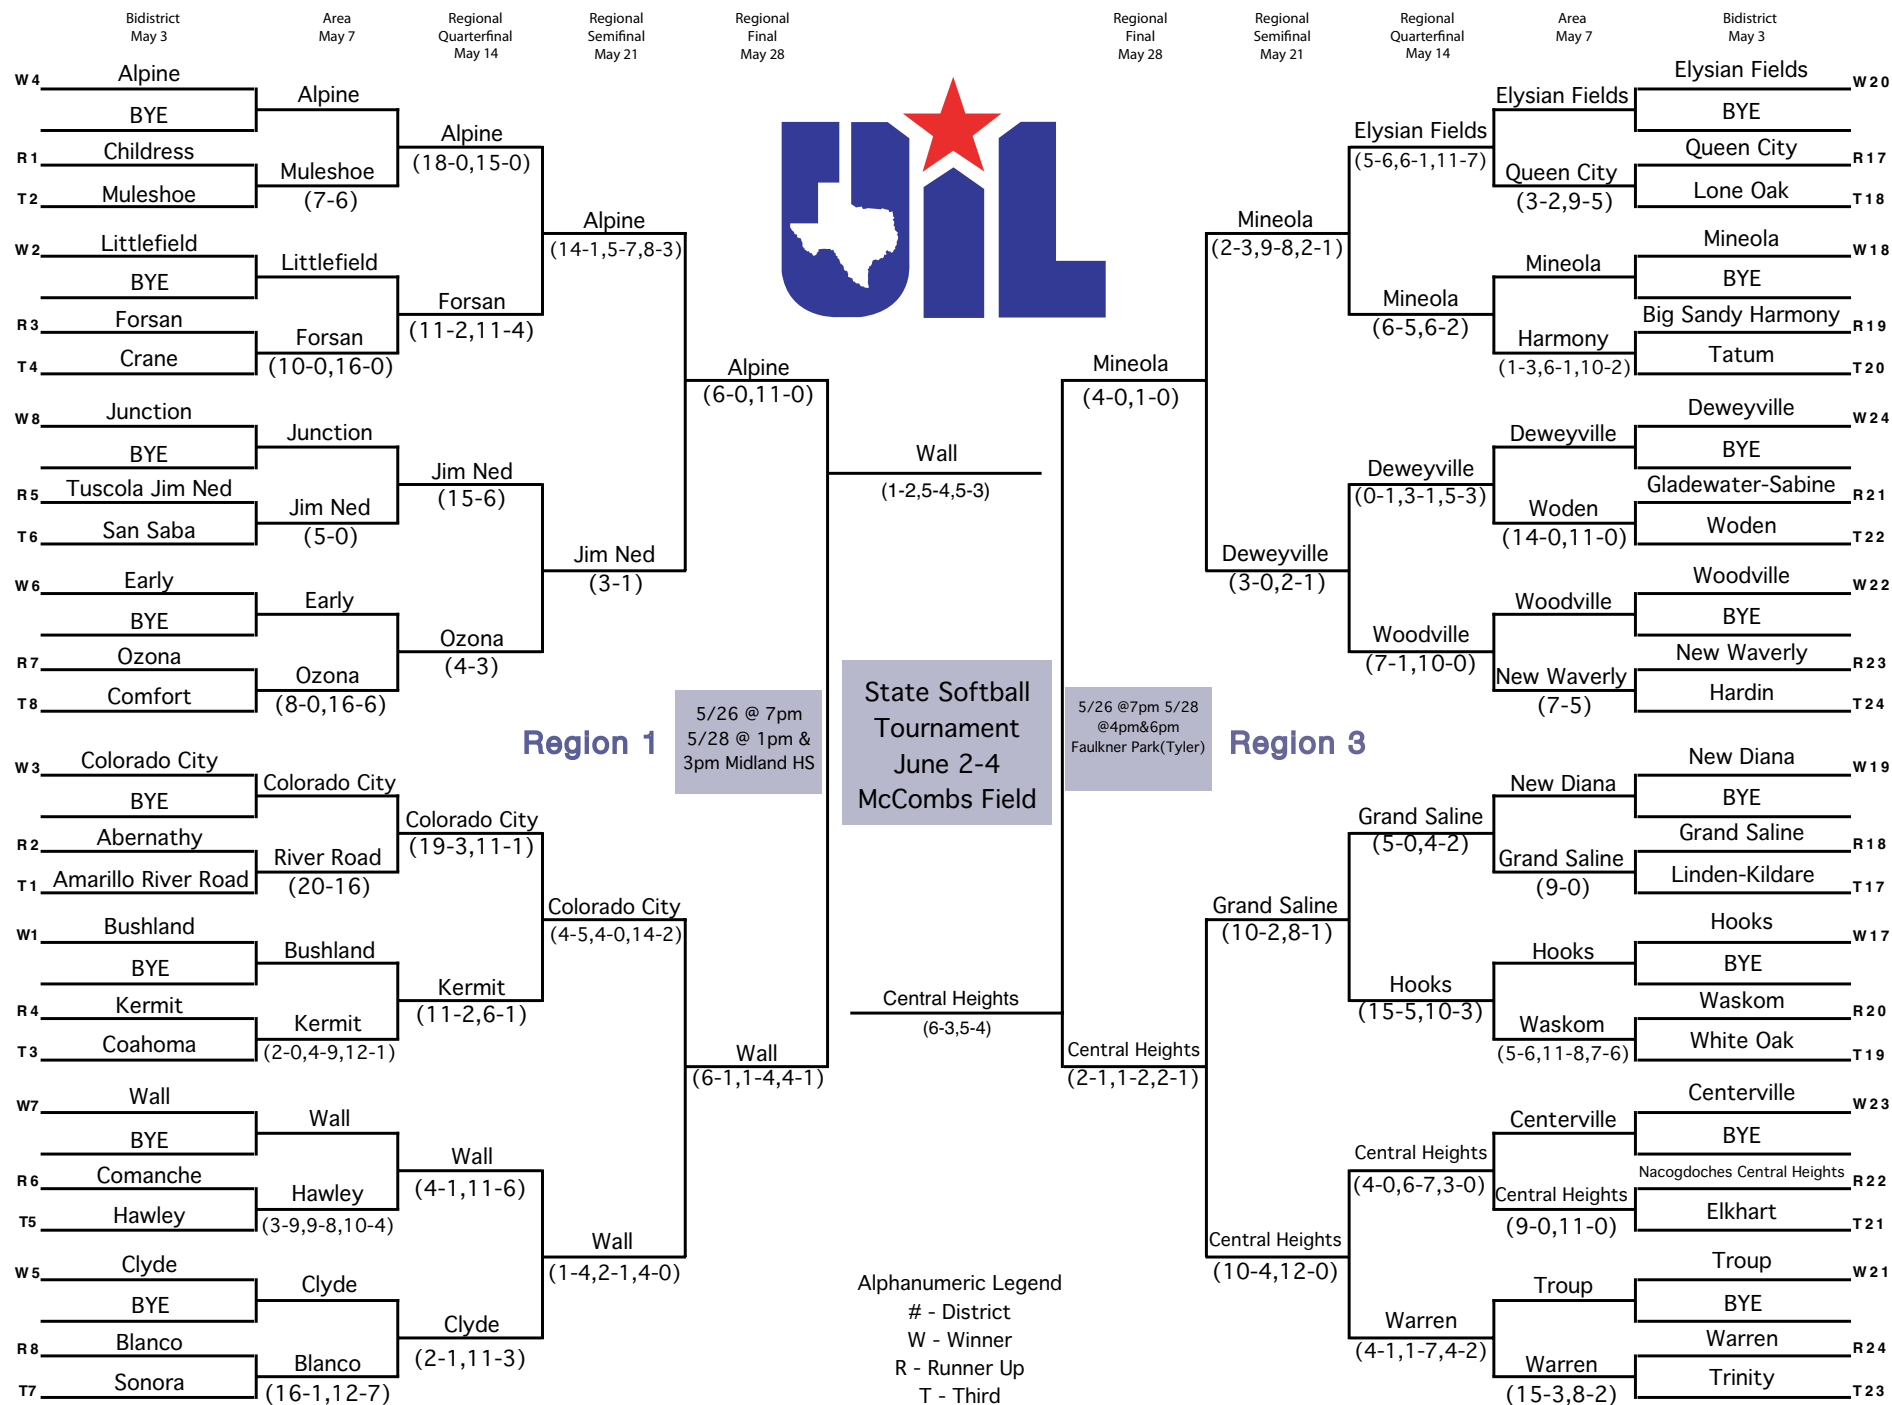 Bidistrict
May 3
Area
May 7
Regional
Quarterfinal
May 14
Regional
Semifinal
May 21
Regional
Final
May 28
Regional
Final
May 28
Regional
Semifinal
May 21
Regional
Quarterfinal
May 14
Area
May 7
Bidistrict
May 3
W4
Alpine
BYE
R1
Childress
T2
Muleshoe
W2
Littlefield
BYE
R3
Forsan
T4
Crane
W8
Junction
BYE
R5
Tuscola Jim Ned
T6
San Saba
W6
Early
BYE
R7
Ozona
T8
Comfort
W3
Colorado City
BYE
R2
Abernathy
T1
Amarillo River Road
W1
Bushland
BYE
R4
Kermit
T3
Coahoma
W7
Wall
BYE
R6
Comanche
T5
Hawley
W5
Clyde
BYE
R8
Blanco
T7
Sonora
Alpine
Muleshoe
(7-6)
Littlefield
Forsan
(10-0,16-0)
Junction
Jim Ned
(5-0)
Early
Ozona
(8-0,16-6)
Colorado City
River Road
(20-16)
Bushland
Kermit
(2-0,4-9,12-1)
Wall
Hawley
(3-9,9-8,10-4)
Clyde
Blanco
(16-1,12-7)
Alpine
(18-0,15-0)
Forsan
(11-2,11-4)
Jim Ned
(15-6)
Ozona
(4-3)
Colorado City
(19-3,11-1)
Kermit
(11-2,6-1)
Wall
(4-1,11-6)
Clyde
(2-1,11-3)
Alpine
(14-1,5-7,8-3)
Jim Ned
(3-1)
Region 1
Colorado City
(4-5,4-0,14-2)
Wall
(1-4,2-1,4-0)
Alpine
(6-0,11-0)
5/26 @ 7pm
5/28 @ 1pm &
3pm Midland HS
Wall
(6-1,1-4,4-1)
UIL
Wall
(1-2,5-4,5-3)
State Softball
Tournament
June 2-4
McCombs Field
Central Heights
(6-3,5-4)
Alphanumeric Legend
# - District
W - Winner
R - Runner Up
T - Third
Mineola
(4-0,1-0)
5/26 @7pm 5/28
@4pm&6pm
Faulkner Park(Tyler)
Central Heights
(2-1,1-2,2-1)
Mineola
(2-3,9-8,2-1)
Deweyville
(3-0,2-1)
Region 3
Grand Saline
(10-2,8-1)
Central Heights
(10-4,12-0)
Elysian Fields
(5-6,6-1,11-7)
Mineola
(6-5,6-2)
Deweyville
(0-1,3-1,5-3)
Woodville
(7-1,10-0)
Grand Saline
(5-0,4-2)
Hooks
(15-5,10-3)
Central Heights
(4-0,6-7,3-0)
Warren
(4-1,1-7,4-2)
Elysian Fields
Queen City
(3-2,9-5)
Mineola
Harmony
(1-3,6-1,10-2)
Deweyville
Woden
(14-0,11-0)
Woodville
New Waverly
(7-5)
New Diana
Grand Saline
(9-0)
Hooks
Waskom
(5-6,11-8,7-6)
Centerville
Central Heights
(9-0,11-0)
Troup
Warren
(15-3,8-2)
Elysian Fields
W20
BYE
Queen City
R17
Lone Oak
T18
Mineola
W18
BYE
Big Sandy Harmony
R19
Tatum
T20
Deweyville
W24
BYE
Gladewater-Sabine
R21
Woden
T22
Woodville
W22
BYE
New Waverly
R23
Hardin
T24
New Diana
W19
BYE
Grand Saline
R18
Linden-Kildare
T17
Hooks
W17
BYE
Waskom
R20
White Oak
T19
Centerville
W23
BYE
Nacogdoches Central Heights
R22
Elkhart
T21
Troup
W21
BYE
Warren
R24
Trinity
T23